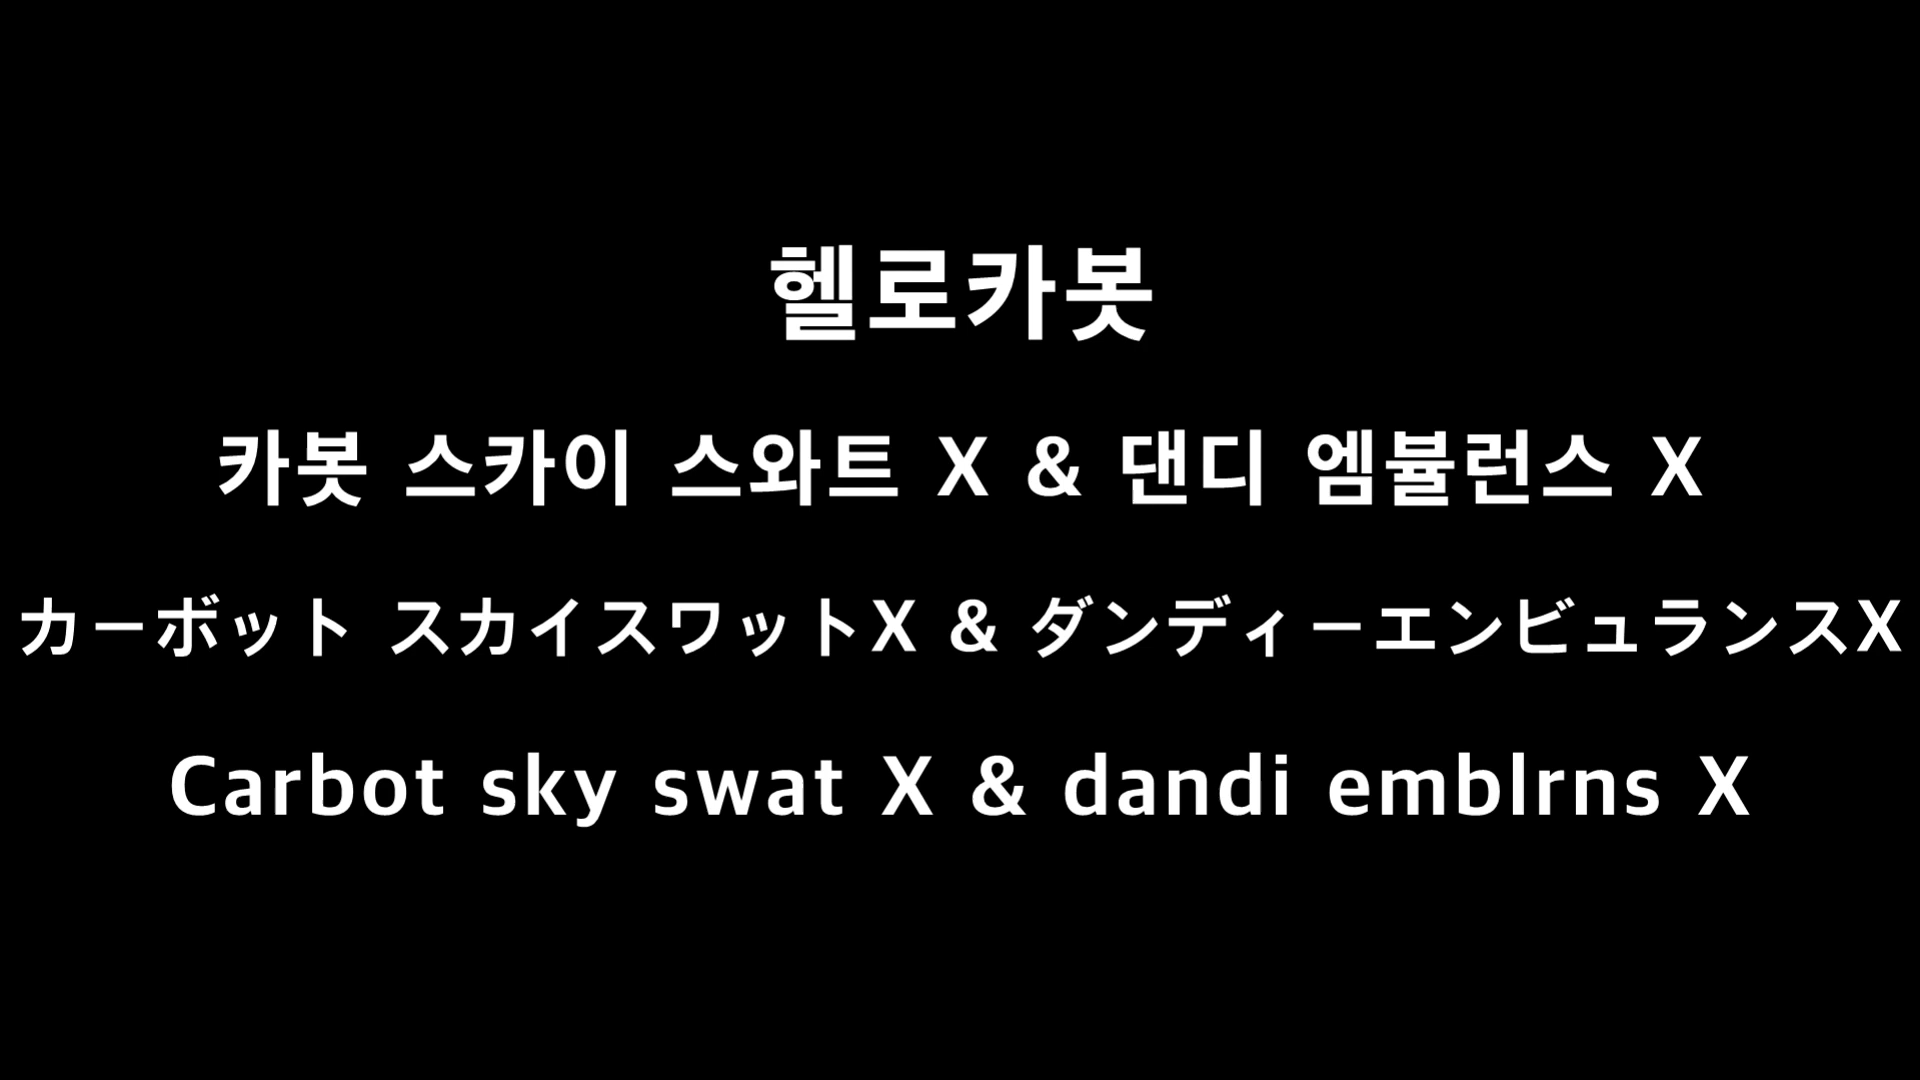 헬로카봇
카봇 스카이 스와트 X & 댄디 엠뷸런스 X
カーボット スカイスワットX & ダンディーエンビュランスX
Carbot sky swat X & dandi emblrns X